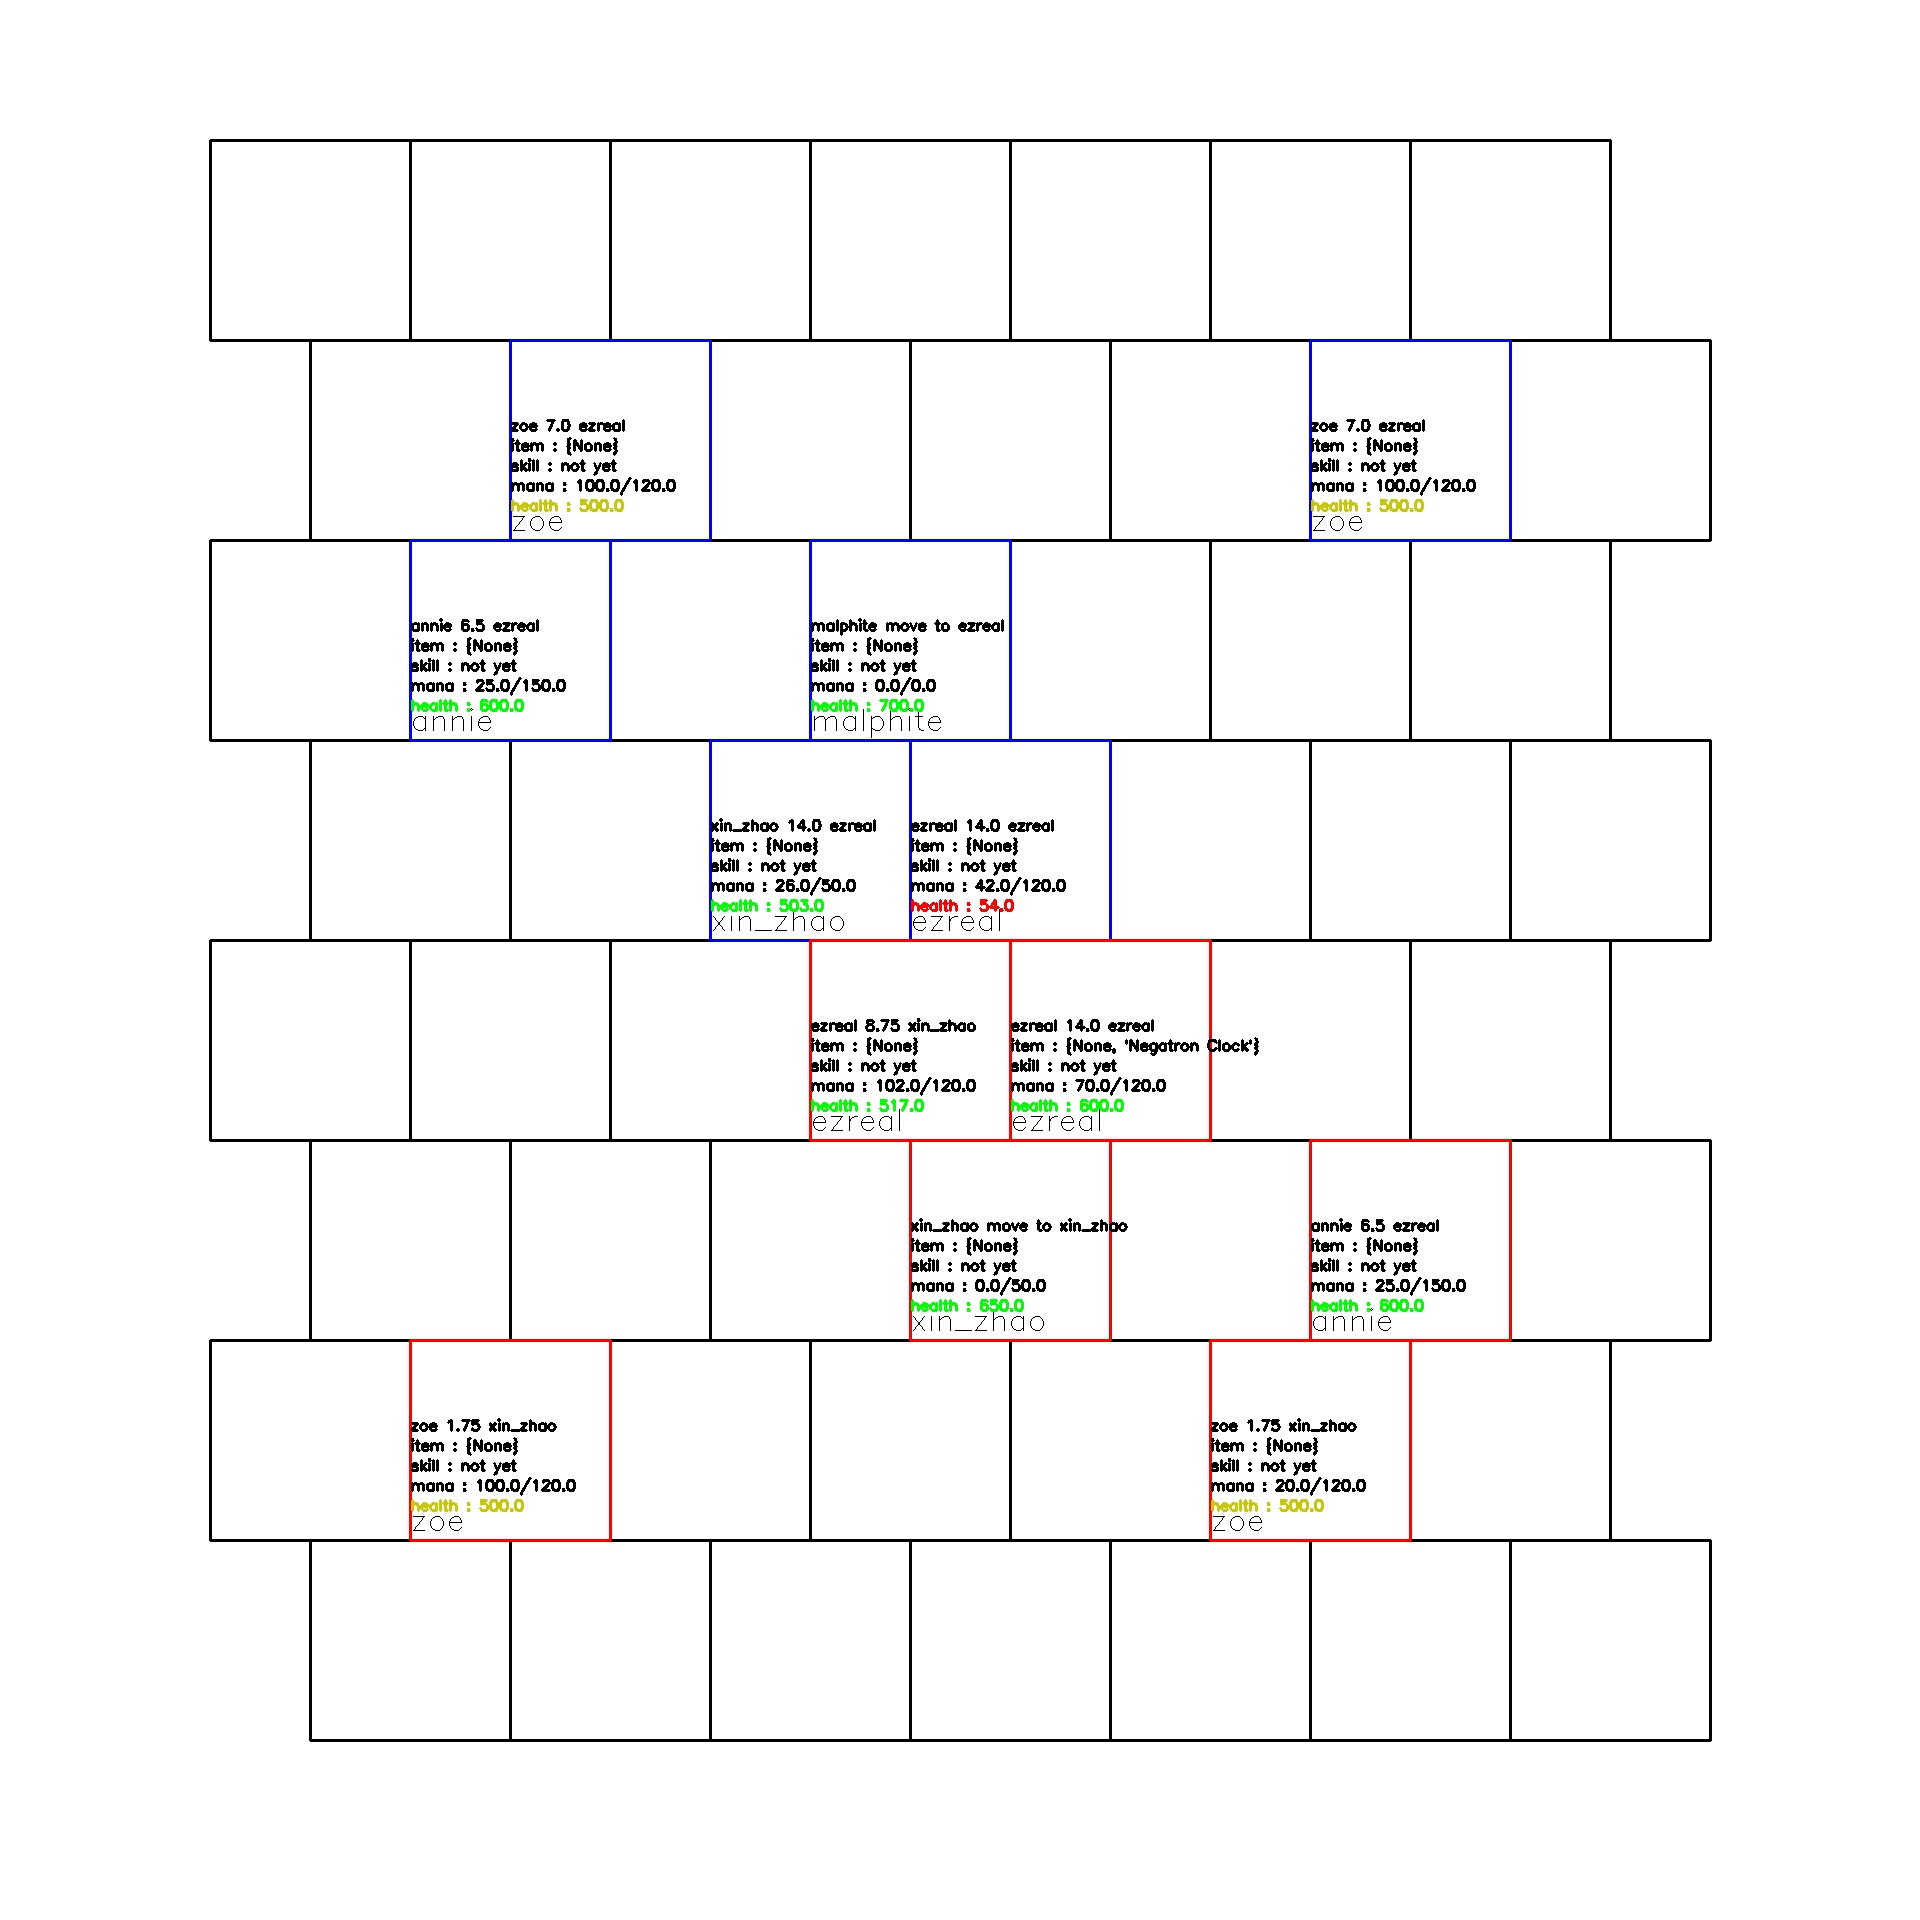 zoe 7.0 ezreal
item : {None}
skill : not yet
mana : 100.0/120.0
health : 500.0
zoe
zoe 7.0 ezreal
item : {None}
skill : not yet
mana : 100.0/120.0
health : 500.0
zoe
annie 6.5 ezreal
item : {None}
skill : not yet
mana : 25.0/150.0
health : 600.0
annie
malphite move to ezreal
item : {None}
skill : not yet
mana : 0.0/0.0
health : 700.0
malphite
xin_zhao 14.0 ezreal
item : {None}
skill : not yet
mana : 26.0/50.0
health : 503.0
xin_zhao
ezreal 14.0 ezreal
item : {None}
skill : not yet
mana : 42.0/120.0
health : 54.0
ezreal
ezreal 8.75 xin_zhao
item : {None}
skill : not yet
mana : 102.0/120.0
health : 517.0
ezreal
ezreal 14.0 ezreal
item : {None, 'Negatron Clock'}
skill : not yet
mana : 70.0/120.0
health : 600.0
ezreal
xin_zhao move to xin_zhao
item : {None}
skill : not yet
mana : 0.0/50.0
health : 650.0
xin_zhao
annie 6.5 ezreal
item : {None}
skill : not yet
mana : 25.0/150.0
health : 600.0
annie
zoe 1.75 xin_zhao
item : {None}
skill : not yet
mana : 100.0/120.0
health : 500.0
zoe
zoe 1.75 xin_zhao
item : {None}
skill : not yet
mana : 20.0/120.0
health : 500.0
zoe